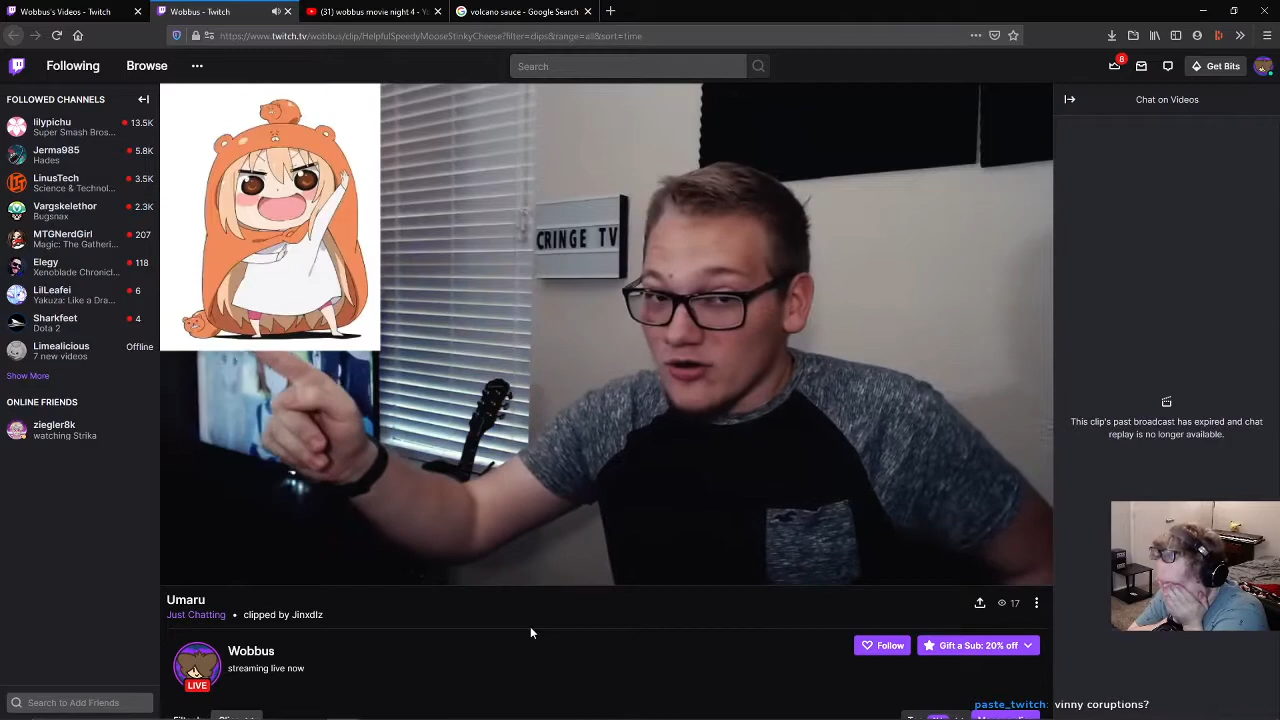 Wobbus's Videos - Twitch
Wobbus - Twitch
(31) wobbus movie night 4 - Yo
volcano sauce - Google Search
https://www.twitch.tv/wobbus/clip/HelpfulSpeedyMooseStinkyCheese?filter=clips&range=all&sort=time
Following
Browse
Search
8
Get Bits
FOLLOWED CHANNELS
lilypichu
13.5K
Super Smash Bros...
Jerma985
5.8K
Hades
LinusTech
3.5K
Science & Technol...
Vargskelethor
2.3K
Bugsnax
MTGNerdGirl
207
Magic: The Gatheri...
Elegy
118
Xenoblade Chronicl...
LilLeafei
6
Yakuza: Like a Dra...
Sharkfeet
4
Dota 2
Limealicious
Offline
7 new videos
Show More
ONLINE FRIENDS
ziegler8k
watching Strika
Search to Add Friends
CRINGE TV
Chat on Videos
This clip's past broadcast has expired and chat
replay is no longer available.
Umaru
Just Chatting • clipped by Jinxdlz
17
Wobbus
streaming live now
LIVE
Follow
Gift a Sub: 20% off
paste_twitch: vinny coruptions?